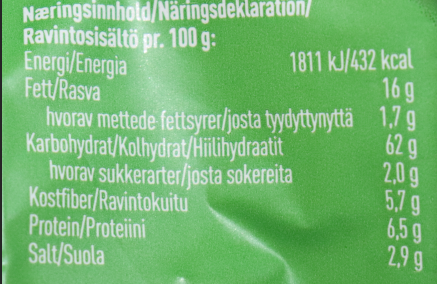 Næringsinnhold/Näringsdeklaration/
Ravintosisältö pr. 100 g:
Energi/Energia 1811 kJ/432 kcal
Fett/Rasva 16 g
hvorav mettede fettsyrer/josta tyydyttynyttä 1,7 g
Karbohydrat/Kolhydrat/Hiilihydraatit 62 g
hvorav sukkerarter/josta sokereita 2,0 g
Kostfiber/Ravintokuitu 5,7 g
Protein/Proteiini 6,5 g
Salt/Suola 2,9 g